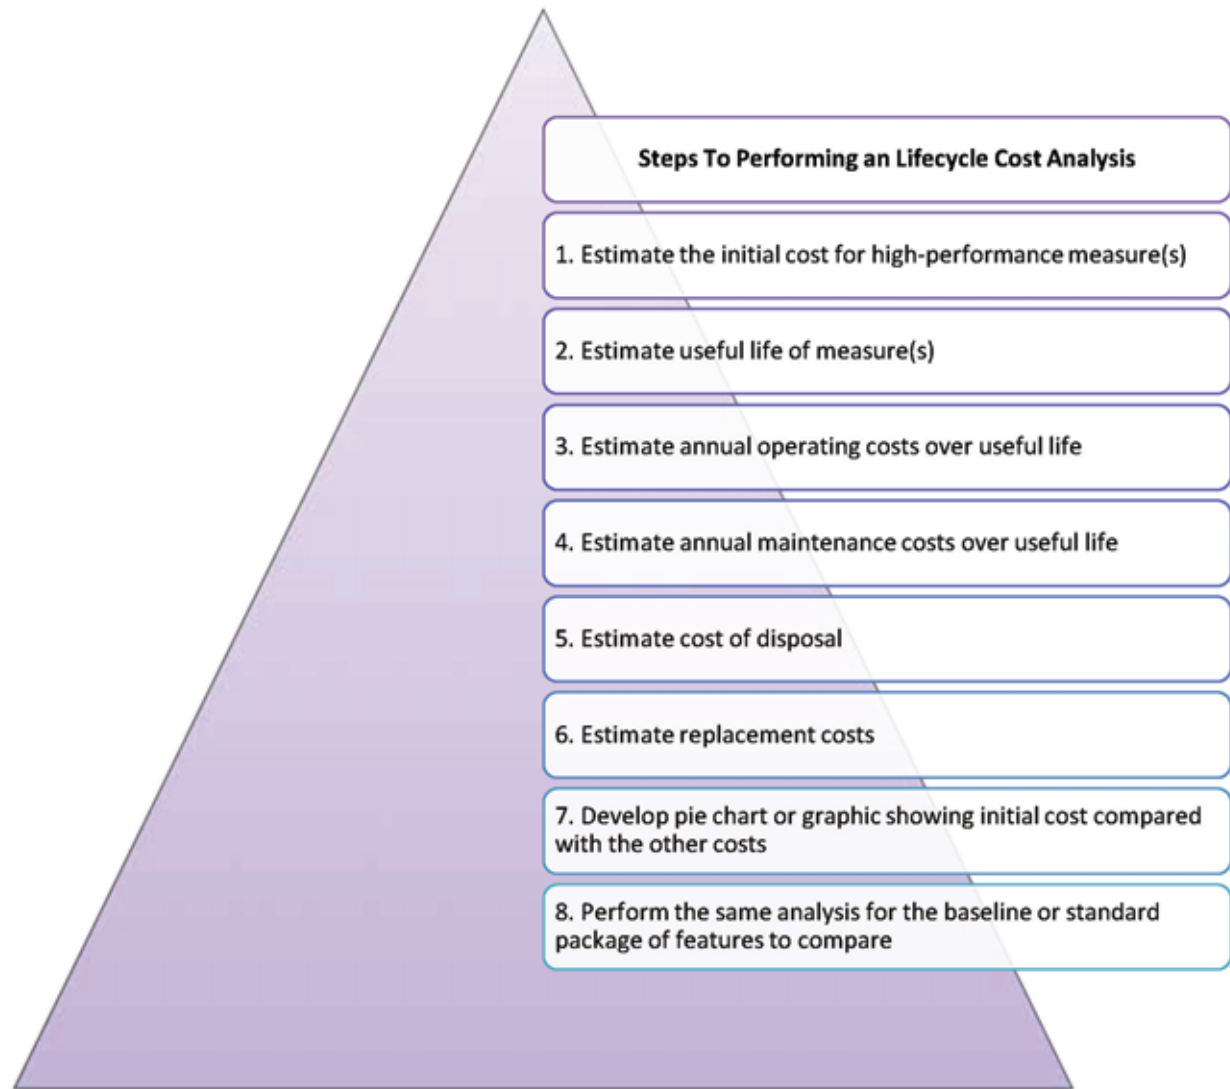 Steps To Performing an Lifecycle Cost Analysis
1. Estimate the initial cost for high-performance measure(s)
2. Estimate useful life of measure(s)
3. Estimate annual operating costs over useful life
4. Estimate annual maintenance costs over useful life
5. Estimate cost of disposal
6. Estimate replacement costs
7. Develop pie chart or graphic showing initial cost compared
with the other costs
8. Perform the same analysis for the baseline or standard
package of features to compare